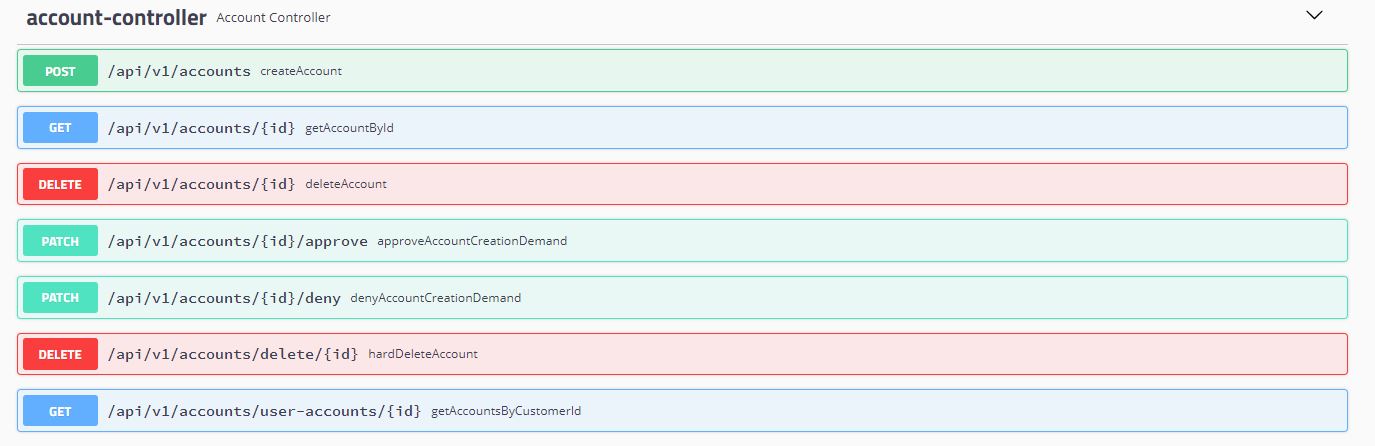 account-controller Account Controller
POST /api/v1/accounts createAccount
GET /api/v1/accounts/{id} getAccountById
DELETE /api/v1/accounts/{id} deleteAccount
PATCH /api/v1/accounts/{id}/approve approveAccountCreationDemand
PATCH /api/v1/accounts/{id}/deny denyAccountCreationDemand
DELETE /api/v1/accounts/delete/{id} hardDeleteAccount
GET /api/v1/accounts/user-accounts/{id} getAccountsByCustomerId